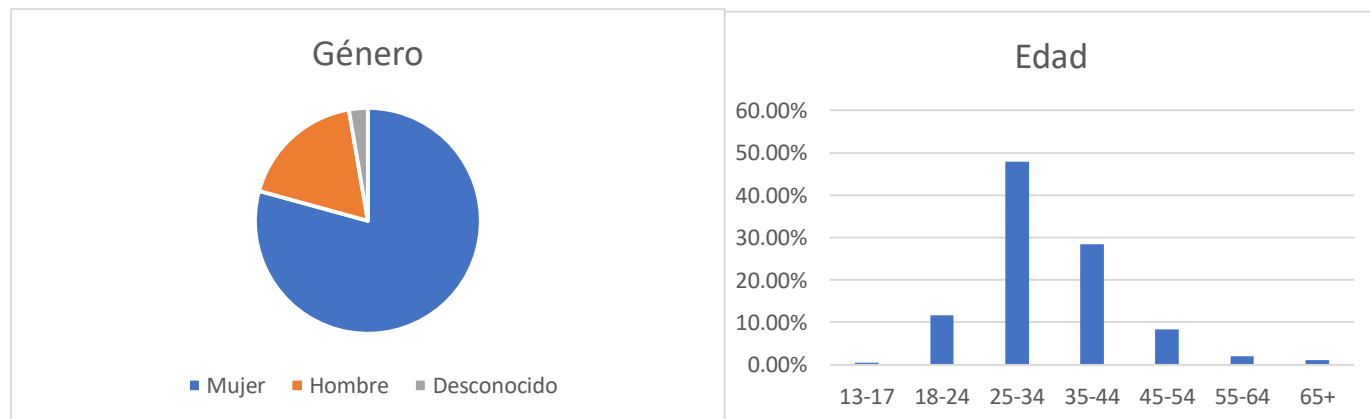 Género
Mujer Hombre Desconocido
Edad
60.00%
50.00%
40.00%
30.00%
20.00%
10.00%
0.00%
13-17 18-24 25-34 35-44 45-54 55-64 65+